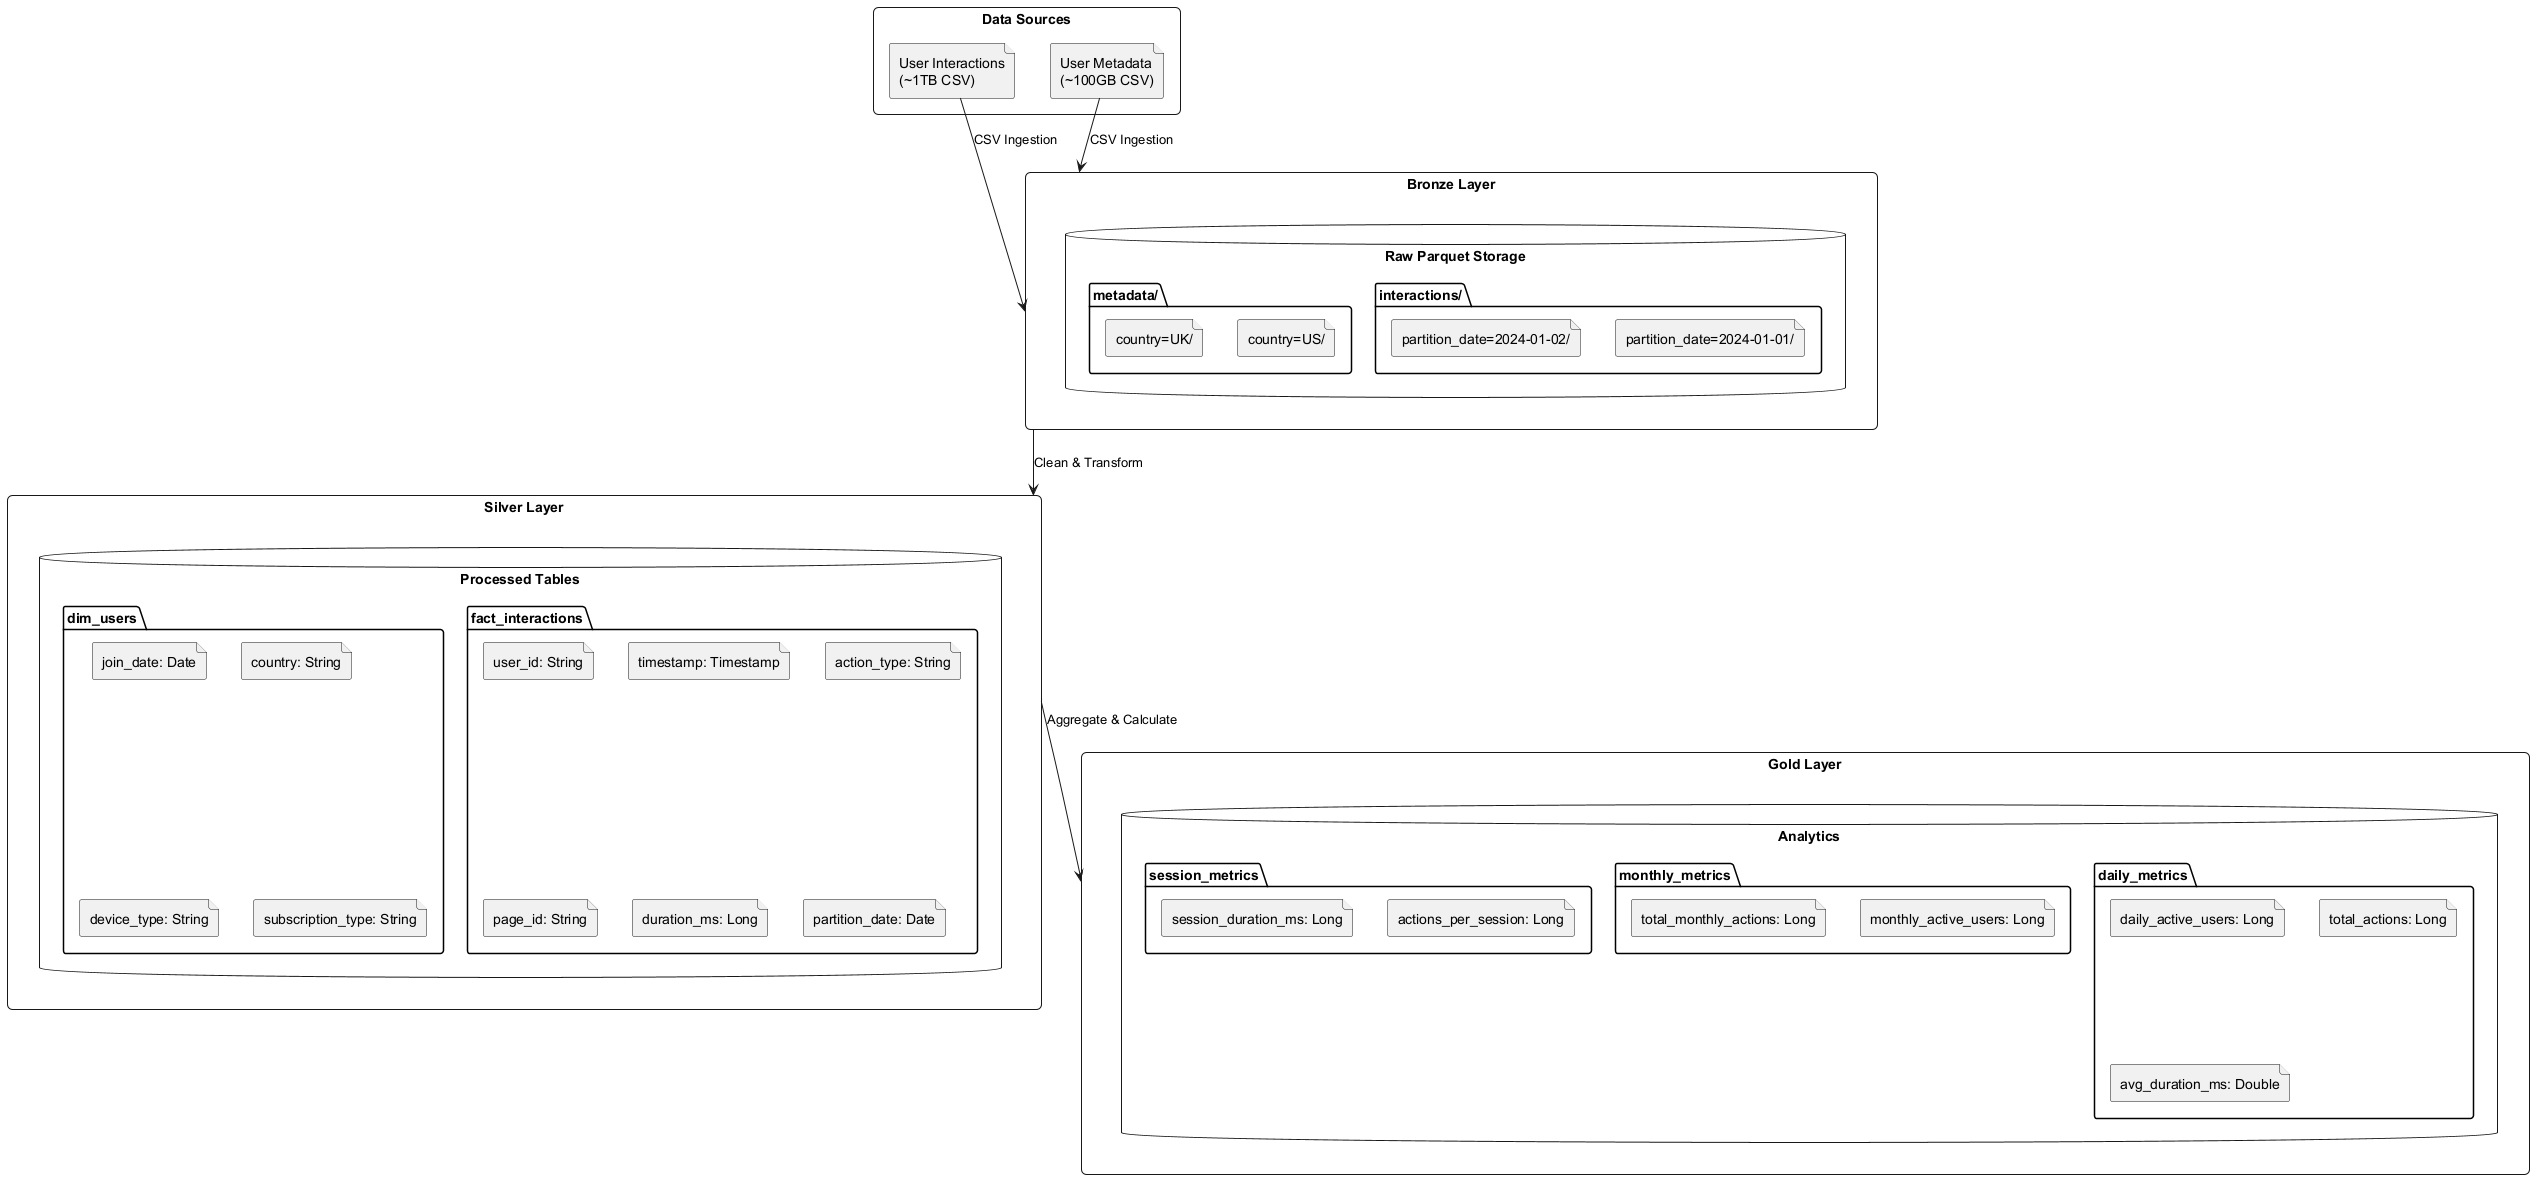 Data Sources
User Interactions
(~1TB CSV)
User Metadata
(~100GB CSV)
CSV Ingestion
CSV Ingestion
Bronze Layer
Raw Parquet Storage
metadata/
country=UK/
country=US/
interactions/
partition_date=2024-01-02/
partition_date=2024-01-01/
Clean & Transform
Silver Layer
Processed Tables
dim_users
join_date: Date
country: String
device_type: String
subscription_type: String
fact_interactions
user_id: String
timestamp: Timestamp
action_type: String
page_id: String
duration_ms: Long
partition_date: Date
Aggregate & Calculate
Gold Layer
Analytics
session_metrics
session_duration_ms: Long
actions_per_session: Long
monthly_metrics
total_monthly_actions: Long
monthly_active_users: Long
daily_metrics
daily_active_users: Long
total_actions: Long
avg_duration_ms: Double